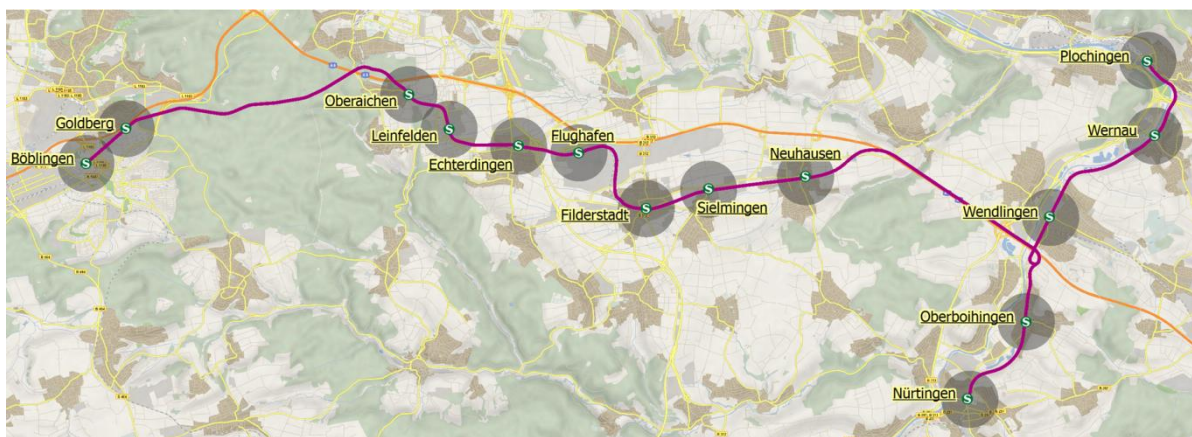 Plochingen
Oberaichen
Goldberg
Leinfelden
Flughafen
Wernau
Böblingen
Echterdingen
Neuhausen
Filderstadt
Sielmingen
Wendlingen
Oberboihingen
Nürtingen
S
S
S
S
S
S
S
S
S
S
S
S
S
S